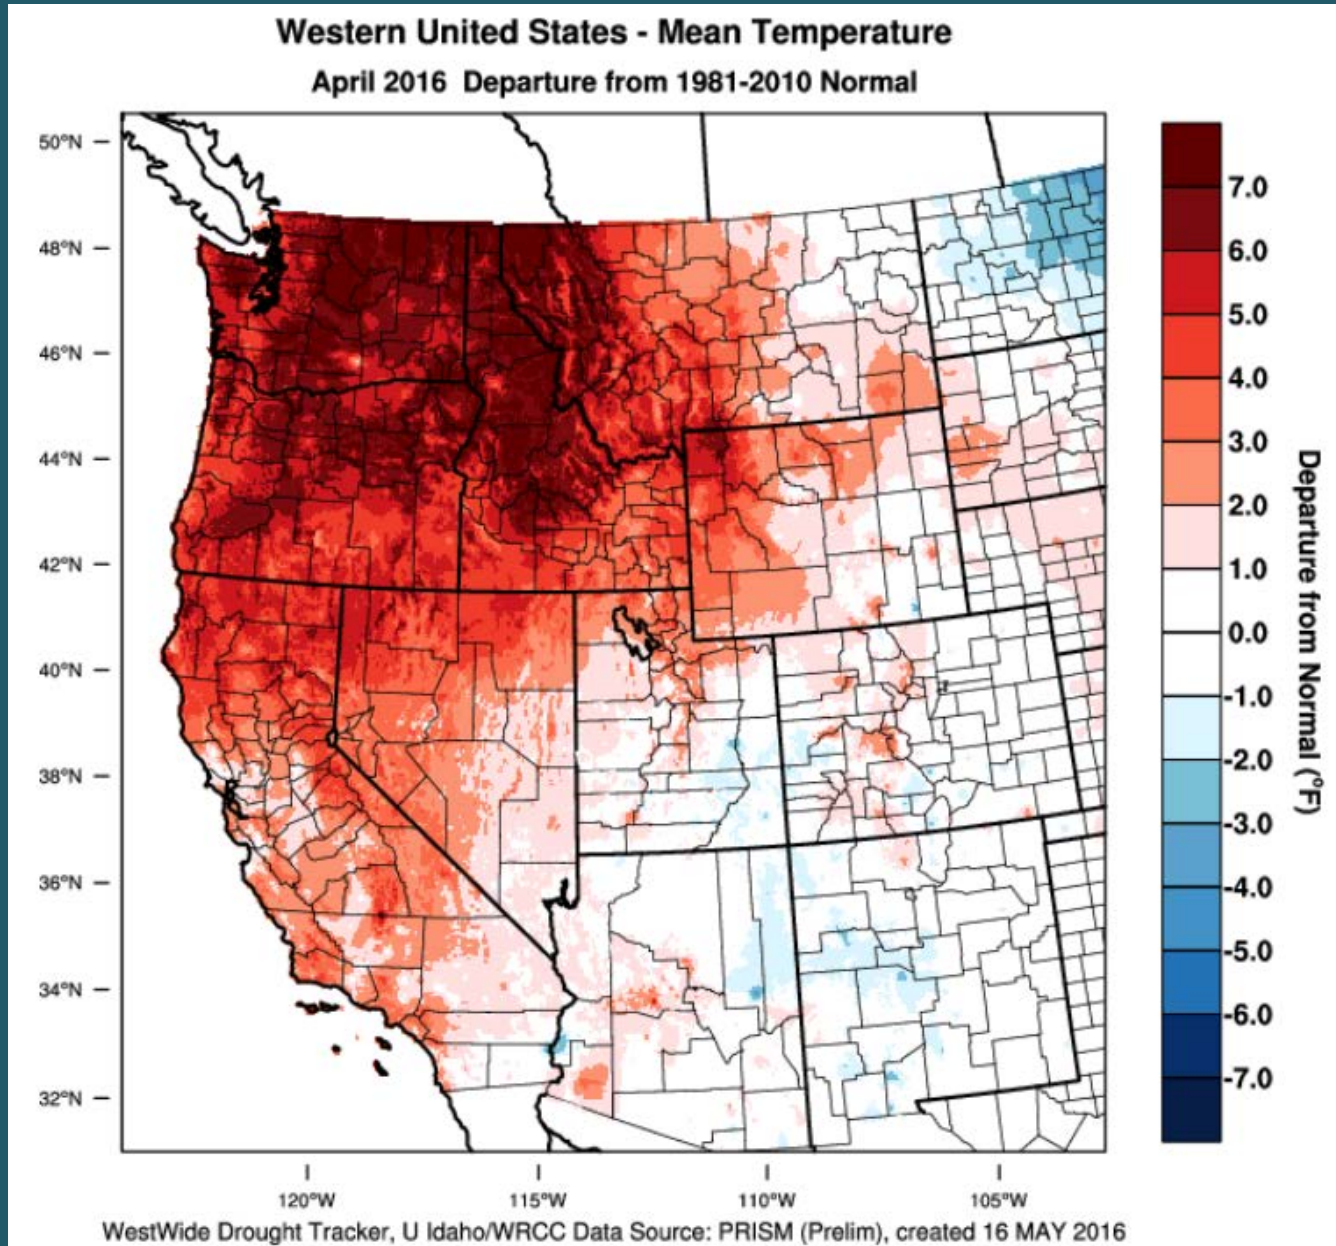 Western United States - Mean Temperature
April 2016 Departure from 1981-2010 Normal
50°N
48°N
46°N
44°N
42°N
40°N
38°N
36°N
34°N
32°N
120°W
115°W
110°W
105°W
7.0
6.0
5.0
4.0
3.0
2.0
1.0
0.0
-1.0
-2.0
-3.0
-4.0
-5.0
-6.0
-7.0
Departure from Normal (°F)
WestWide Drought Tracker, U Idaho/WRCC Data Source: PRISM (Prelim), created 16 MAY 2016